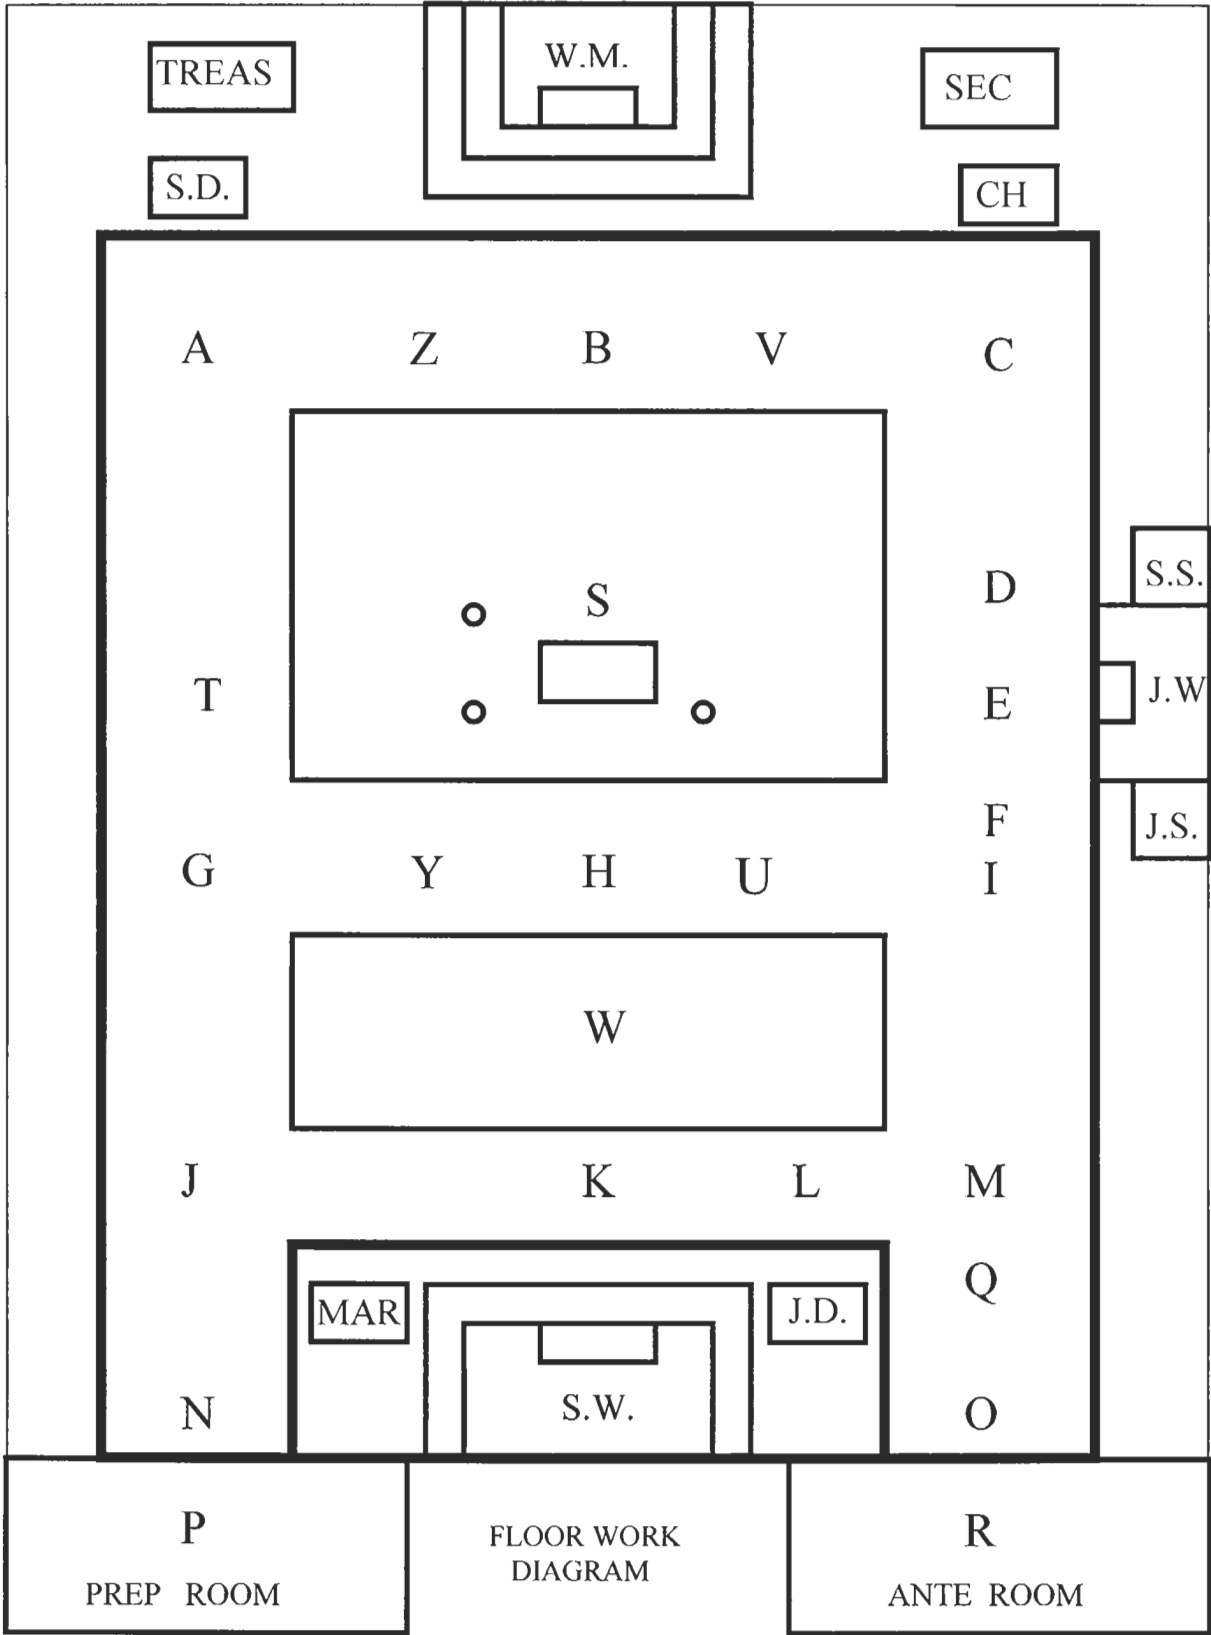 W.M.
TREAS
SEC
S.D.
CH
A Z B V C
S.S.
D
S
J.W
T
E
F
J.S.
G Y H U I
W
J K L M
Q
MAR
J.D.
S.W.
N
O
P
R
FLOOR WORK
DIAGRAM
PREP ROOM
ANTE ROOM